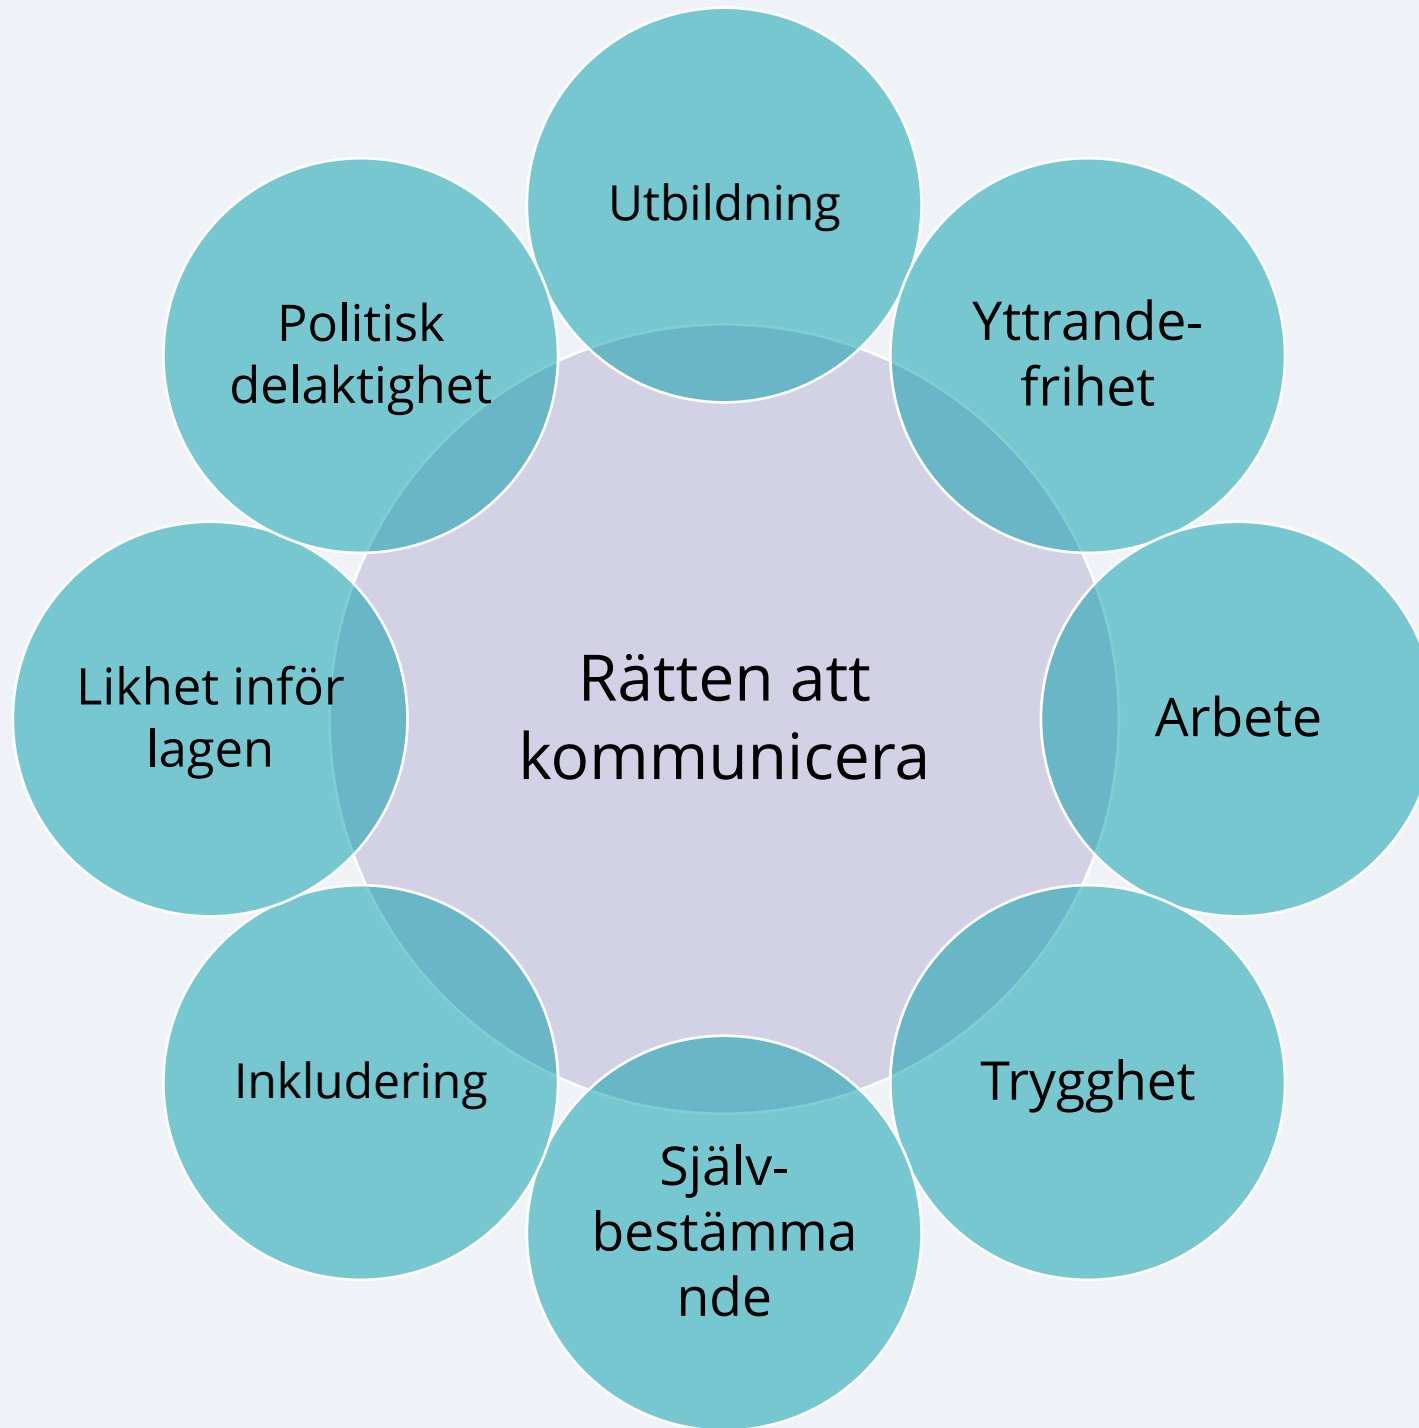 Utbildning
Yttrande-
frihet
Arbete
Trygghet
Själv-
bestämma
nde
Inkludering
Likhet inför
lagen
Politisk
delaktighet
Rätten att
kommunicera